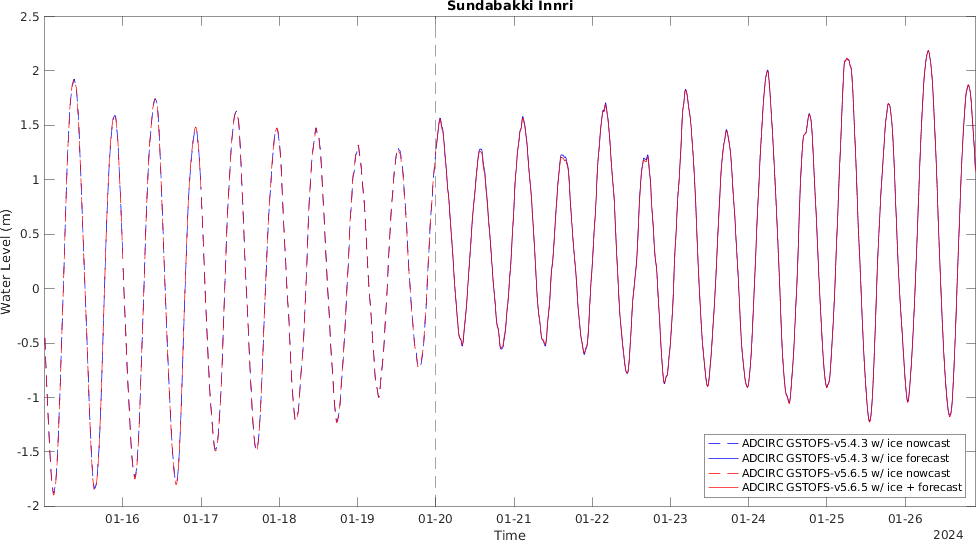 Sundabakki Innri
2.5
2
1.5
1
0.5
0
-0.5
-1
-1.5
-2
Water Level (m)
01-16 01-17 01-18 01-19 01-20 01-21 01-22 01-23 01-24 01-25 01-26
Time
2024
ADCIRC GSTOFS-v5.4.3 w/ ice nowcast
ADCIRC GSTOFS-v5.4.3 w/ ice forecast
ADCIRC GSTOFS-v5.6.5 w/ ice nowcast
ADCIRC GSTOFS-v5.6.5 w/ ice + forecast